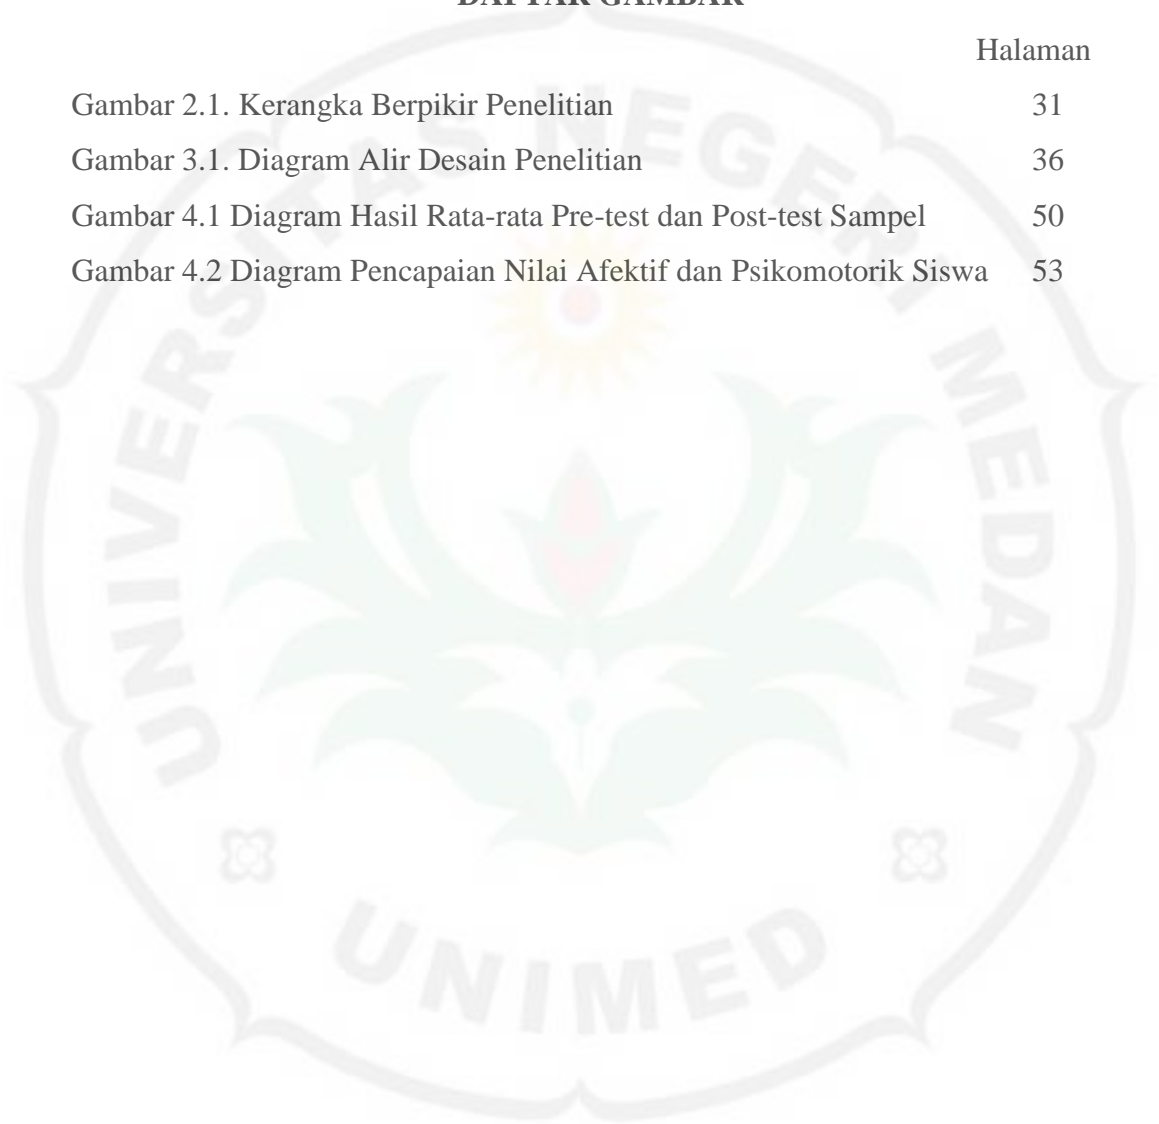 DAFTAR GAMBAR
Halaman
Gambar 2.1. Kerangka Berpikir Penelitian 31
Gambar 3.1. Diagram Alir Desain Penelitian 36
Gambar 4.1 Diagram Hasil Rata-rata Pre-test dan Post-test Sampel 50
Gambar 4.2 Diagram Pencapaian Nilai Afektif dan Psikomotorik Siswa 53
UNIVERSITAS NEGERI MEDAN
UNIMED